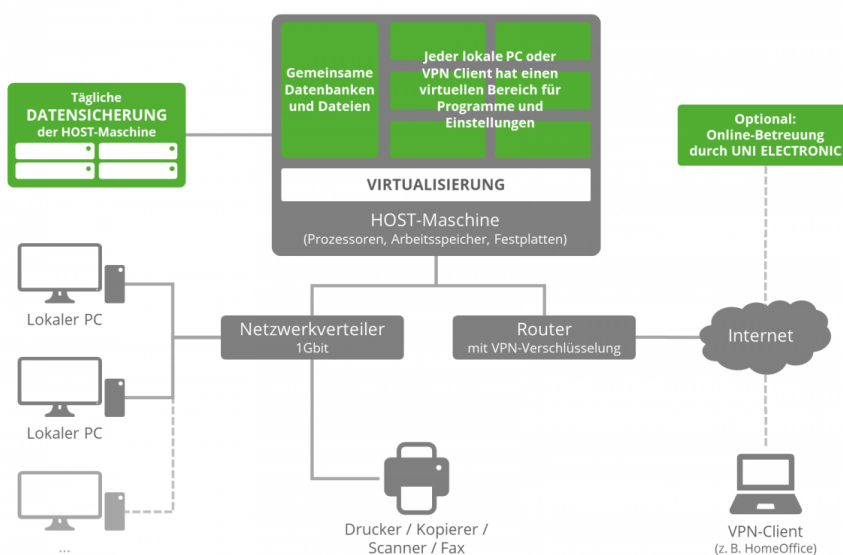 Gemeinsame
Datenbanken
und Dateien
Jeder lokale PC oder
VPN Client hat einen
virtuellen Bereich für
Programme und
Einstellungen
Tägliche
DATENSICHERUNG
der HOST-Maschine
Optional:
Online-Betreuung
durch UNI ELECTRONIC
VIRTUALISIERUNG
HOST-Maschine
(Prozessoren, Arbeitsspeicher, Festplatten)
Lokaler PC
Netzwerkverteiler
1Gbit
Router
mit VPN-Verschlüsselung
Internet
Lokaler PC
...
Drucker / Kopierer /
Scanner / Fax
VPN-Client
(z. B. HomeOffice)